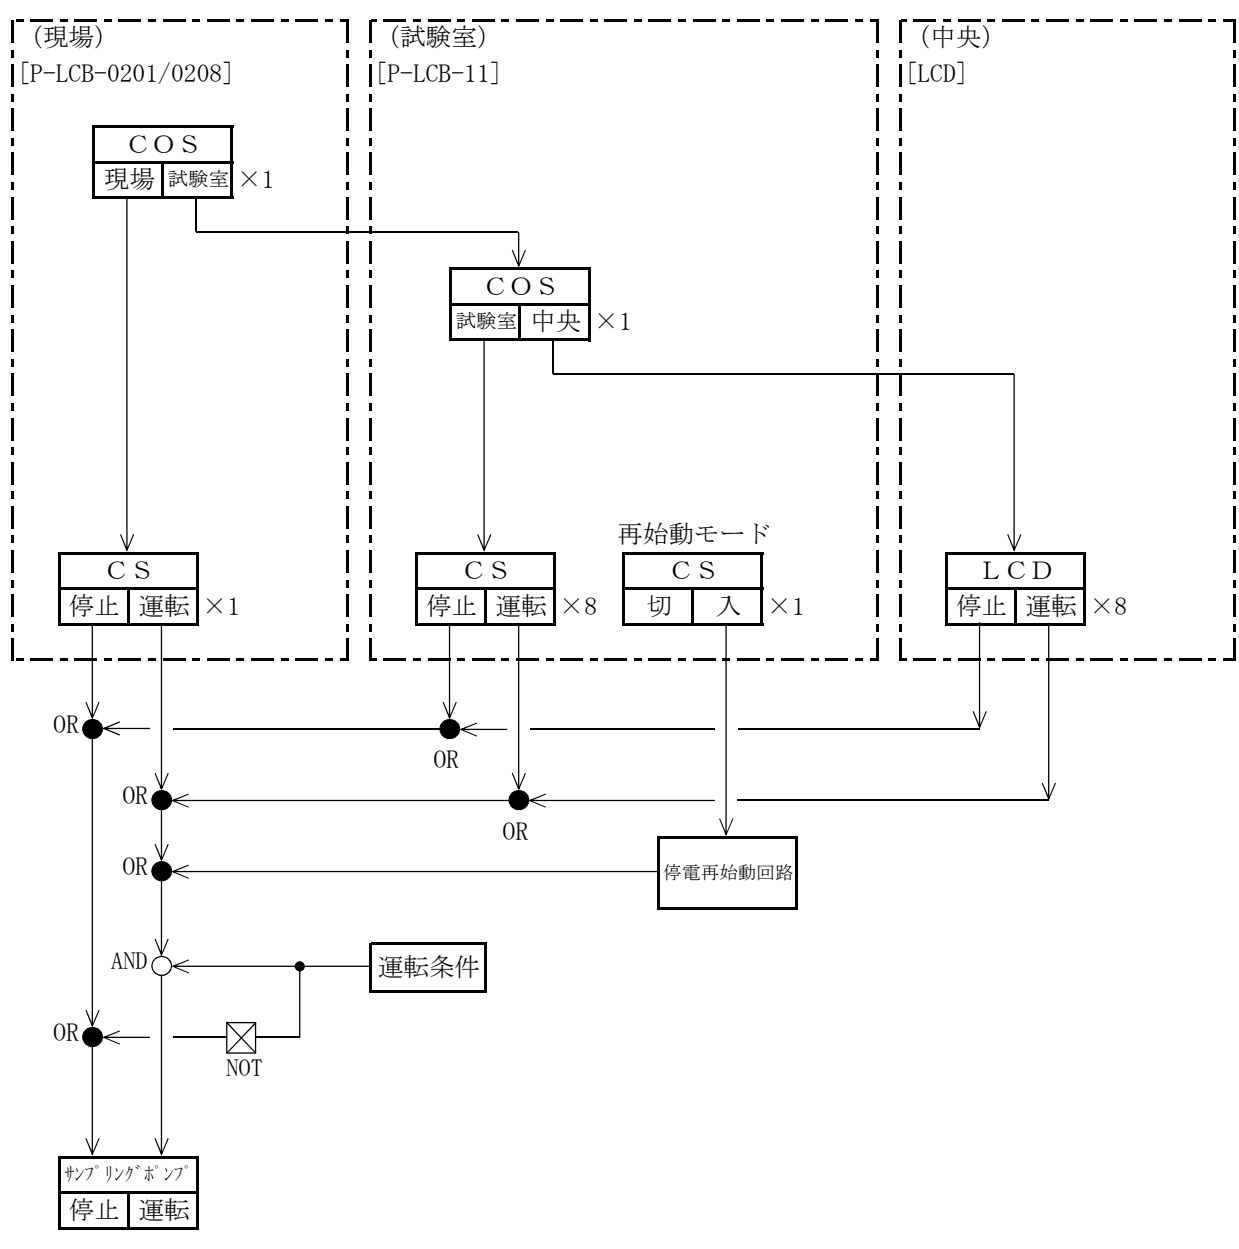 (現場)
[P-LCB-0201/0208]
(試験室)
[P-LCB-11]
(中央)
[LCD]
ＣＯＳ
現場 試験室 ×1
ＣＯＳ
試験室 中央 ×1
再始動モード
ＣＳ
停止 運転 ×1
ＣＳ
停止 運転 ×8
ＣＳ
切 入 ×1
ＬＣＤ
停止 運転 ×8
OR
OR
OR
OR
OR
停電再始動回路
AND
運転条件
OR
NOT
ｻﾝﾌﾟﾘﾝｸﾞﾎﾟﾝﾌﾟ
停止 運転